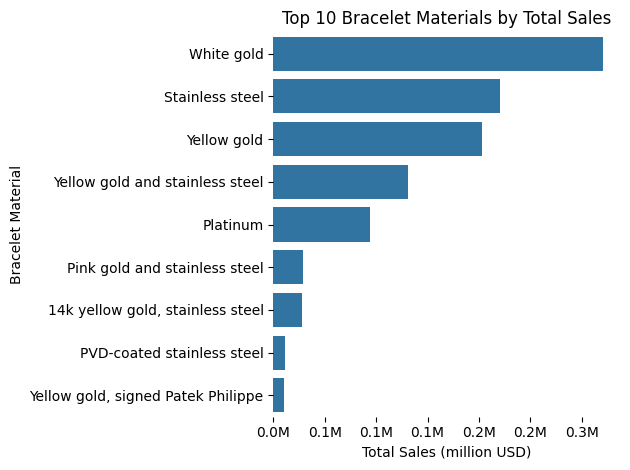 Top 10 Bracelet Materials by Total Sales
White gold
Stainless steel
Yellow gold
Yellow gold and stainless steel
Platinum
Pink gold and stainless steel
14k yellow gold, stainless steel
PVD-coated stainless steel
Yellow gold, signed Patek Philippe
Bracelet Material
0.0M 0.1M 0.1M 0.1M 0.2M 0.2M 0.3M
Total Sales (million USD)